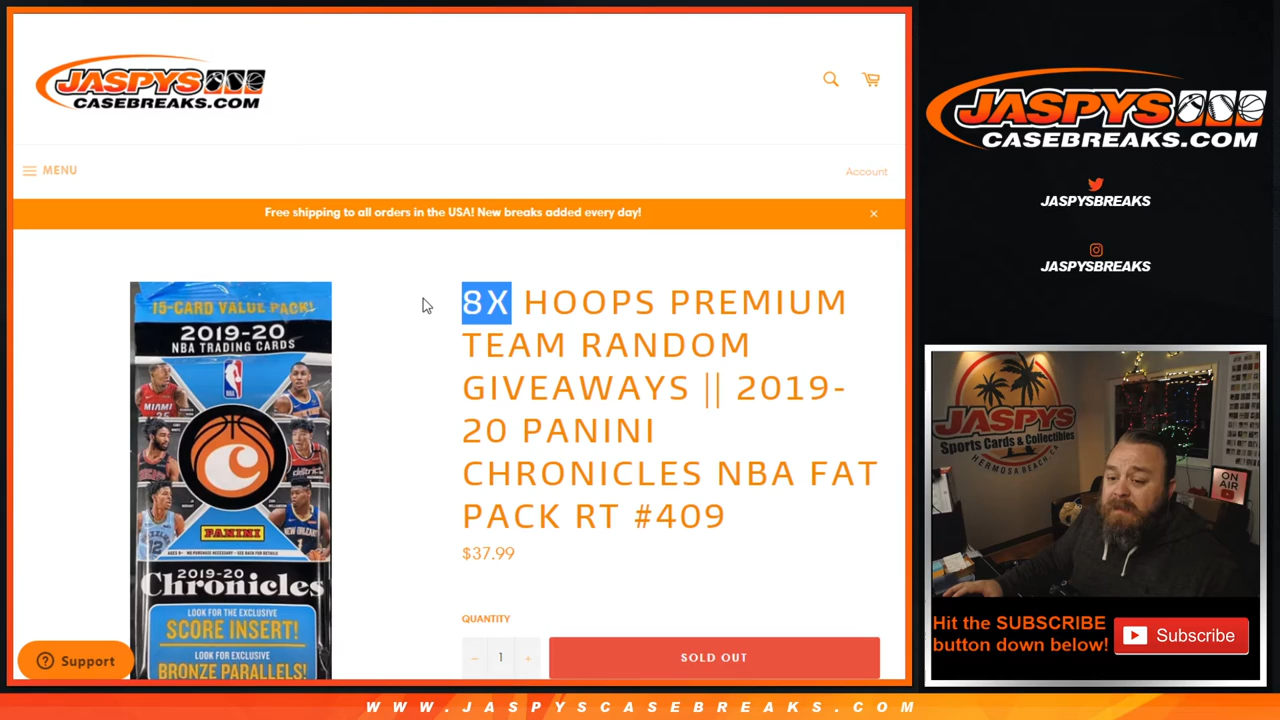 JASPYS
CASEBREAKS.COM
MENU
Account
Free shipping to all orders in the USA! New breaks added every day!
×
15-CARD VALUE PACK!
2019-20
NBA TRADING CARDS
MIAMI
PANINI
2019-20
Chronicles
LOOK FOR THE EXCLUSIVE
SCORE INSERT!
LOOK FOR EXCLUSIVE
BRONZE PARALLELS!
8X HOOPS PREMIUM
TEAM RANDOM
GIVEAWAYS || 2019-
20 PANINI
CHRONICLES NBA FAT
PACK RT #409
$37.99
QUANTITY
− 1 +
SOLD OUT
Support
JASPYS
CASEBREAKS.COM
JASPYSBREAKS
JASPYSBREAKS
JASPYS
Sports Cards & Collectibles
HERMOSA BEACH, CA
ON
AIR
Hit the SUBSCRIBE
button down below!
Subscribe
WWW.JASPYSCASEBREAKS.COM